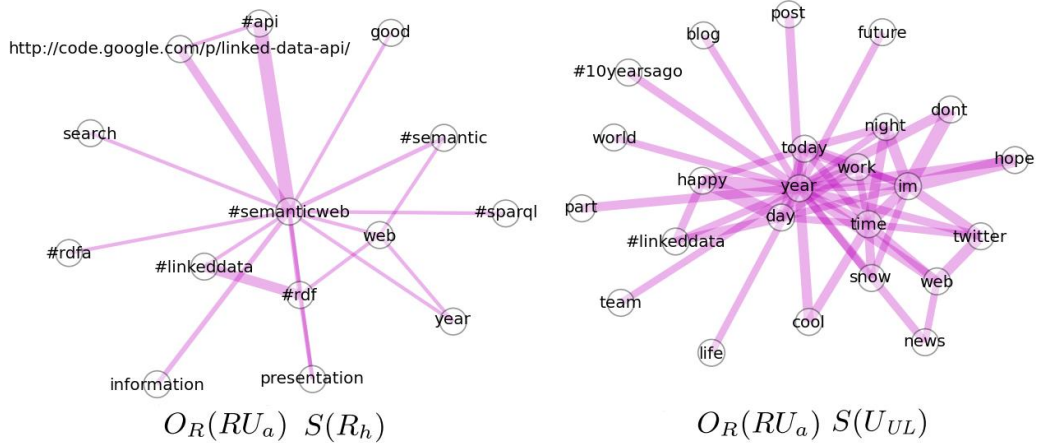 #api
http://code.google.com/p/linked-data-api/
good
search
#semantic
#semanticweb
#sparql
web
#rdfa
#linkeddata
#rdf
year
information
presentation
O_R(RU_a) S(R_h)
post
blog
future
#10yearsago
dont
night
world
today
work
hope
happy
year
im
part
day
time
#linkeddata
twitter
snow
web
team
cool
news
life
O_R(RU_a) S(U_{UL})